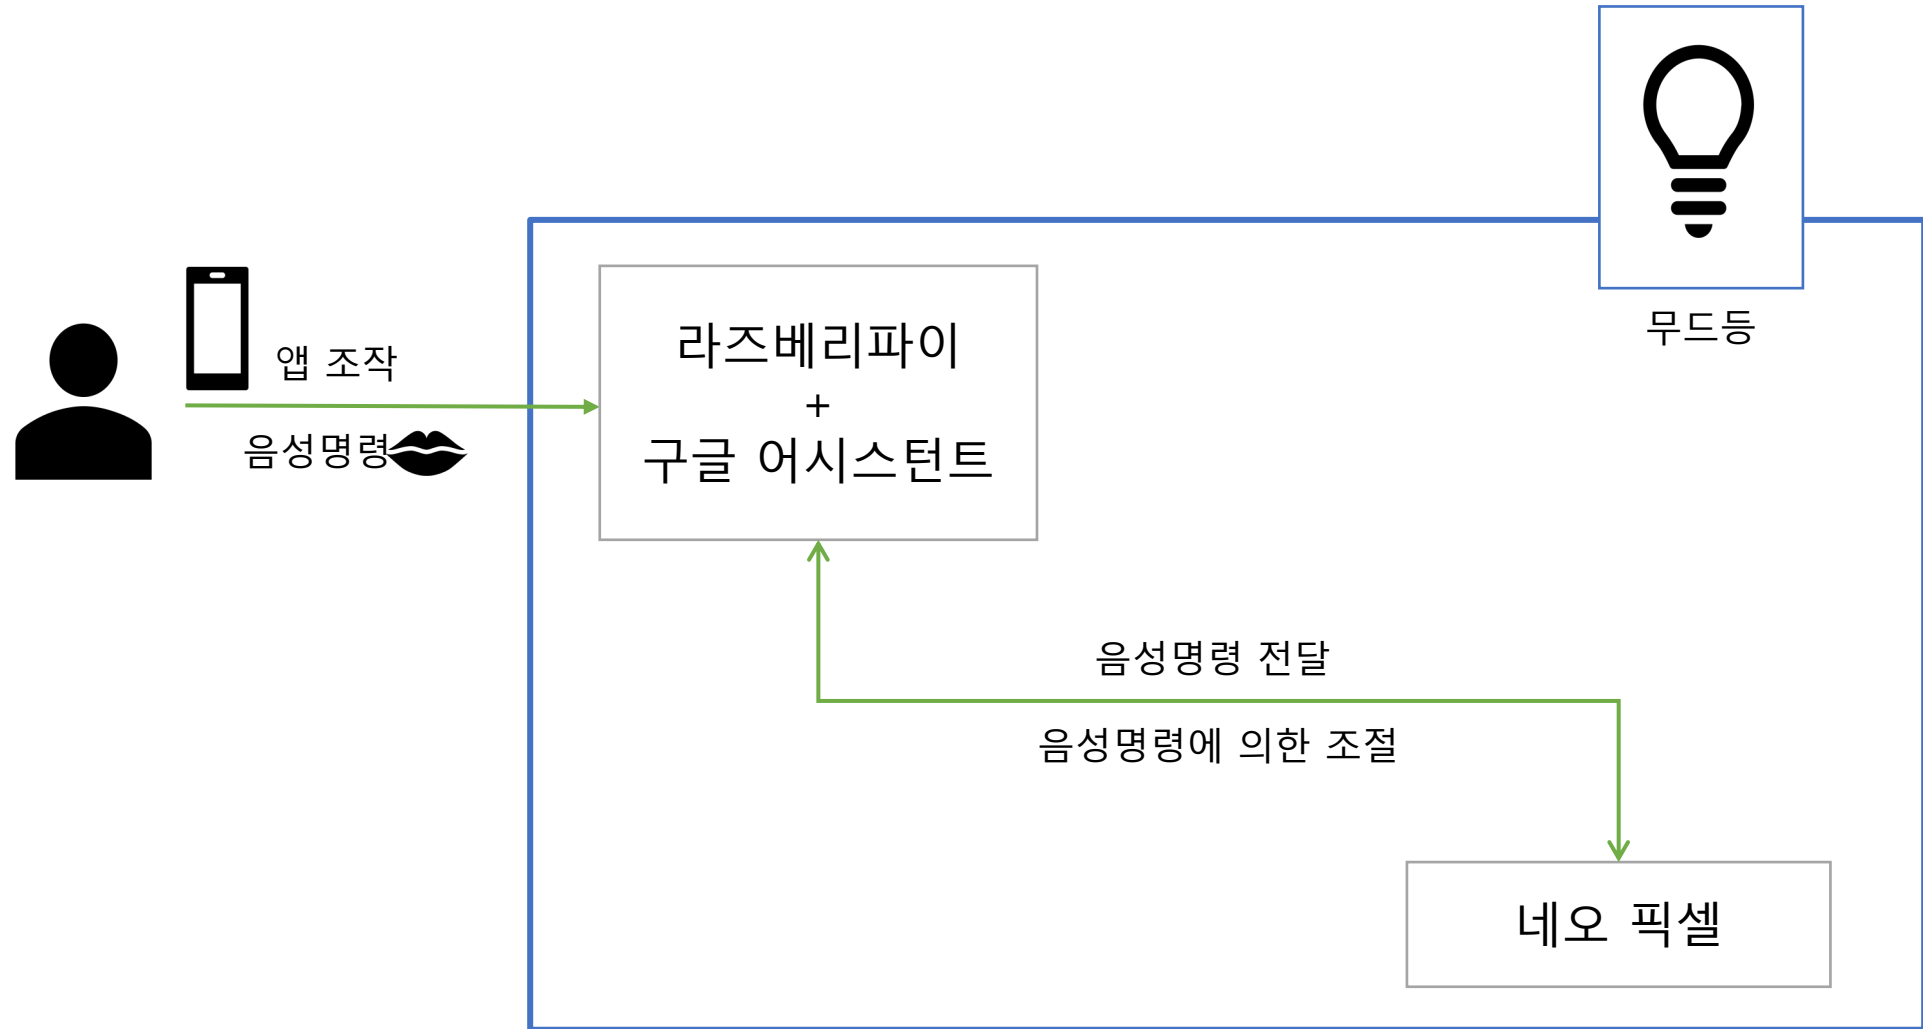 무드등
앱 조작
음성명령
라즈베리파이
+
구글 어시스턴트
음성명령 전달
음성명령에 의한 조절
네오 픽셀